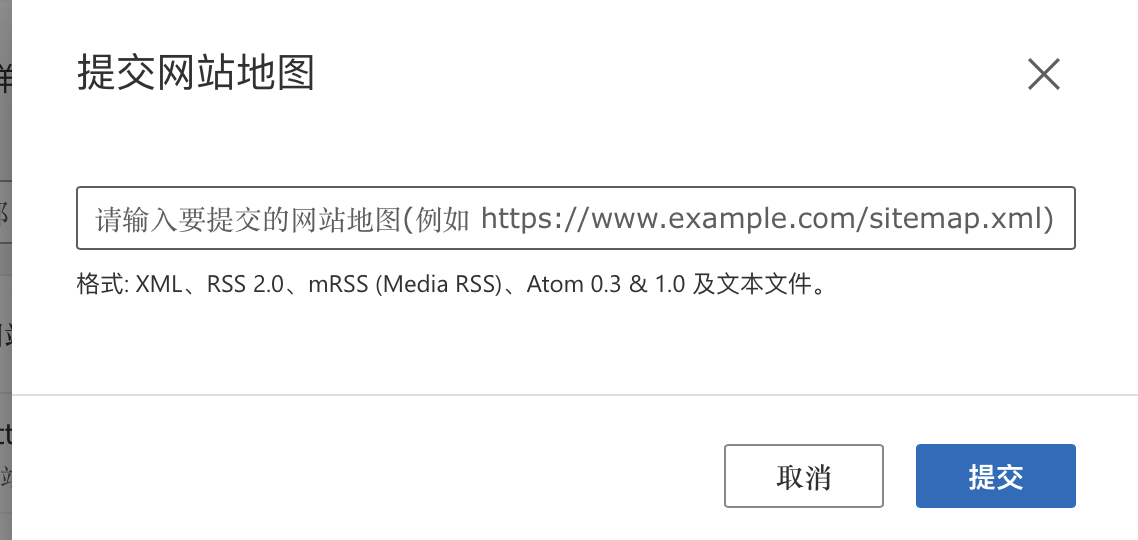 提交网站地图
请输入要提交的网站地图(例如 https://www.example.com/sitemap.xml)
格式: XML、RSS 2.0、mRSS (Media RSS)、Atom 0.3 & 1.0 及文本文件。
取消
提交